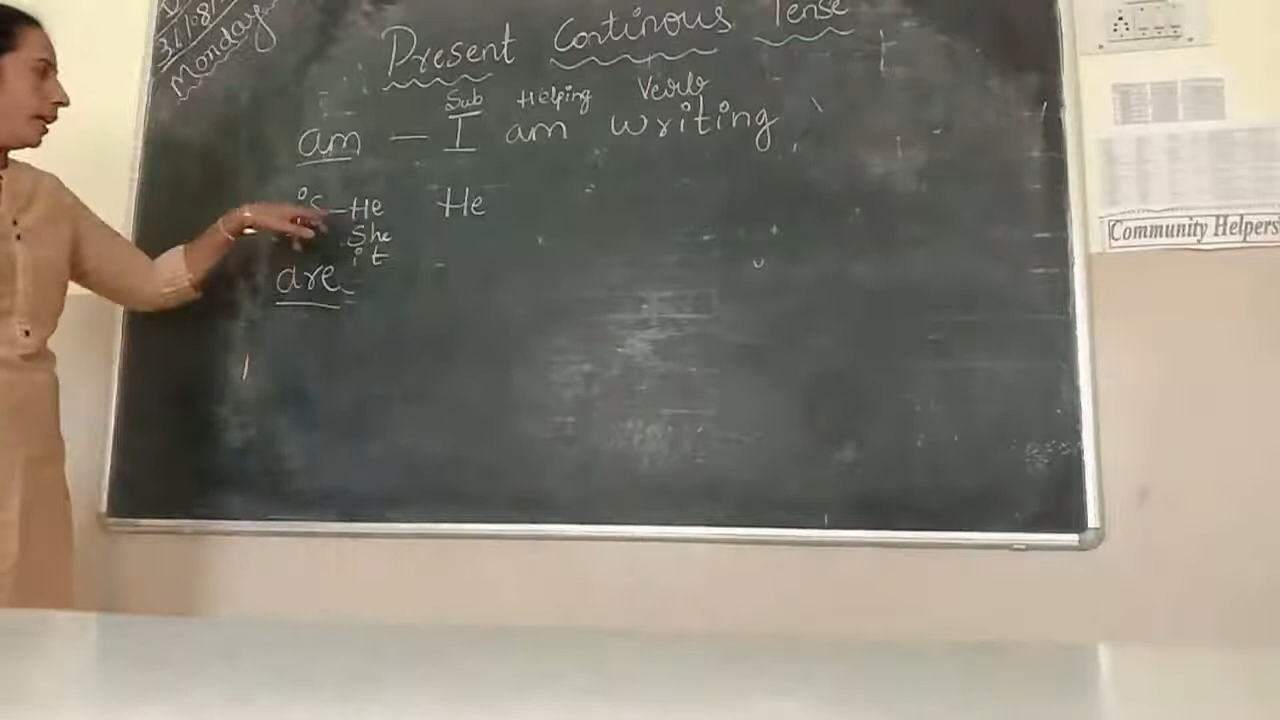 31/08/
Monday
Present Continous Tense
Sub Helping Verb
am — I am writing
is — He He
She
it
are
Community Helpers